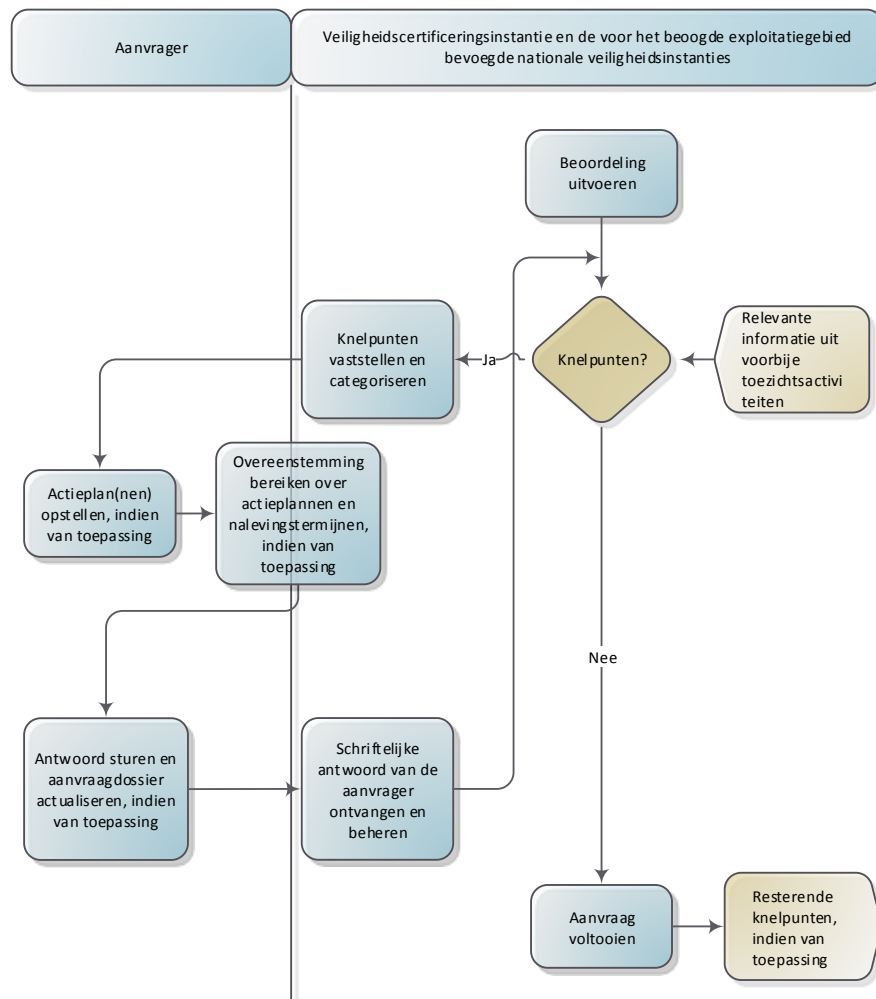 Aanvrager
Veiligheidscertificeringsinstantie en de voor het beoogde exploitatiegebied
bevoegde nationale veiligheidsinstanties
Beoordeling
uitvoeren
Knelpunten
vaststellen en
categoriseren
Ja
Knelpunten?
Relevante
informatie uit
voorbije
toezichtsactivi
teiten
Actieplan(nen)
opstellen, indien
van toepassing
Overeenstemming
bereiken over
actieplannen en
nalevingstermijnen,
indien van
toepassing
Nee
Antwoord sturen en
aanvraagdossier
actualiseren, indien
van toepassing
Schriftelijke
antwoord van de
aanvrager
ontvangen en
beheren
Aanvraag
voltooien
Resterende
knelpunten,
indien van
toepassing